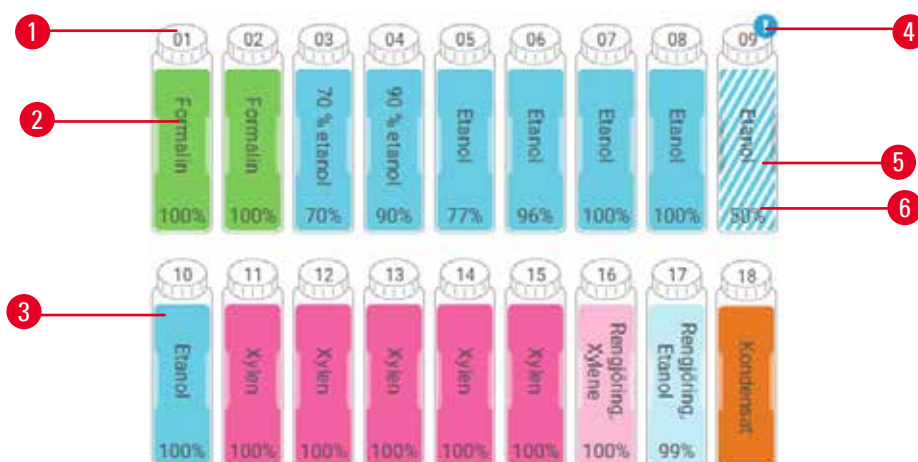 1
01 02 03 04 05 06 07 08 09
4
2
Formalin Formalin 70 % etanol 90 % etanol Etanol Etanol Etanol Etanol Etanol
5
100% 100% 70% 90% 77% 96% 100% 100% 50%
6
10 11 12 13 14 15 16 17 18
3
Etanol Xylen Xylen Xylen Xylen Xylen Rengjöring, Xylene Rengjöring, Etanol Kondensat
100% 100% 100% 100% 100% 100% 100% 99%